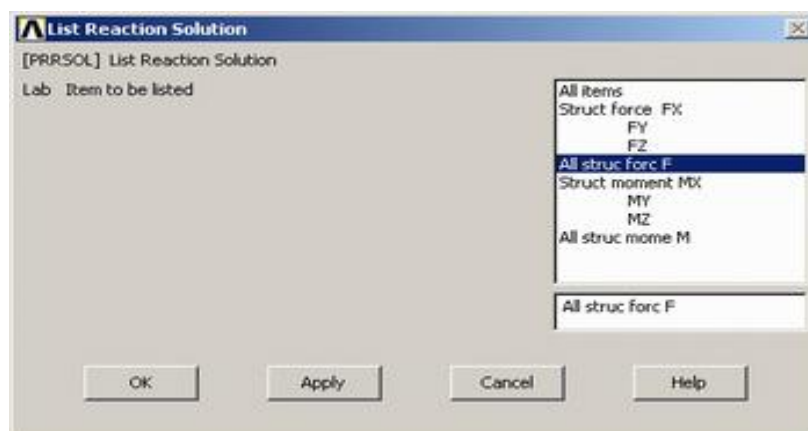 List Reaction Solution
[PRRSOL] List Reaction Solution
Lab Item to be listed
All items
Struct force FX
FY
FZ
All struc forc F
Struct moment MX
MY
MZ
All struc mome M
All struc forc F
OK Apply Cancel Help